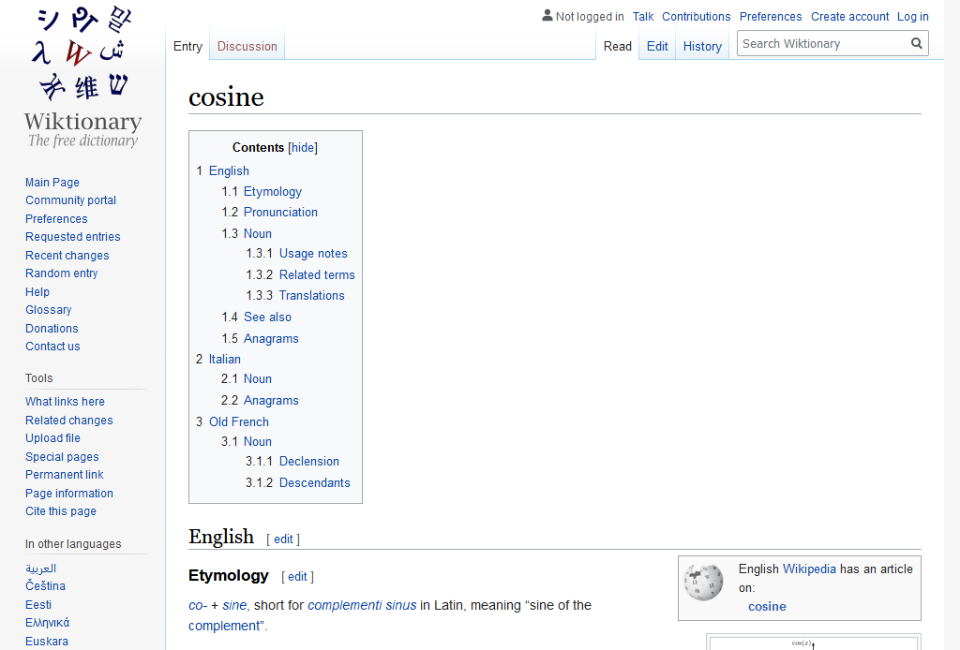 Not logged in Talk Contributions Preferences Create account Log in
Entry Discussion Read Edit History Search Wiktionary
シ ឰ 말
λ W ش
维 ש
Wiktionary
The free dictionary
Main Page
Community portal
Preferences
Requested entries
Recent changes
Random entry
Help
Glossary
Donations
Contact us
Tools
What links here
Related changes
Upload file
Special pages
Permanent link
Page information
Cite this page
In other languages
العربية
Čeština
Eesti
Ελληνικά
Euskara
cosine
Contents [hide]
1 English
1.1 Etymology
1.2 Pronunciation
1.3 Noun
1.3.1 Usage notes
1.3.2 Related terms
1.3.3 Translations
1.4 See also
1.5 Anagrams
2 Italian
2.1 Noun
2.2 Anagrams
3 Old French
3.1 Noun
3.1.1 Declension
3.1.2 Descendants
English [ edit ]
Etymology [ edit ]
co- + sine, short for complementi sinus in Latin, meaning “sine of the
complement”.
English Wikipedia has an article
on:
cosine
cos(x)